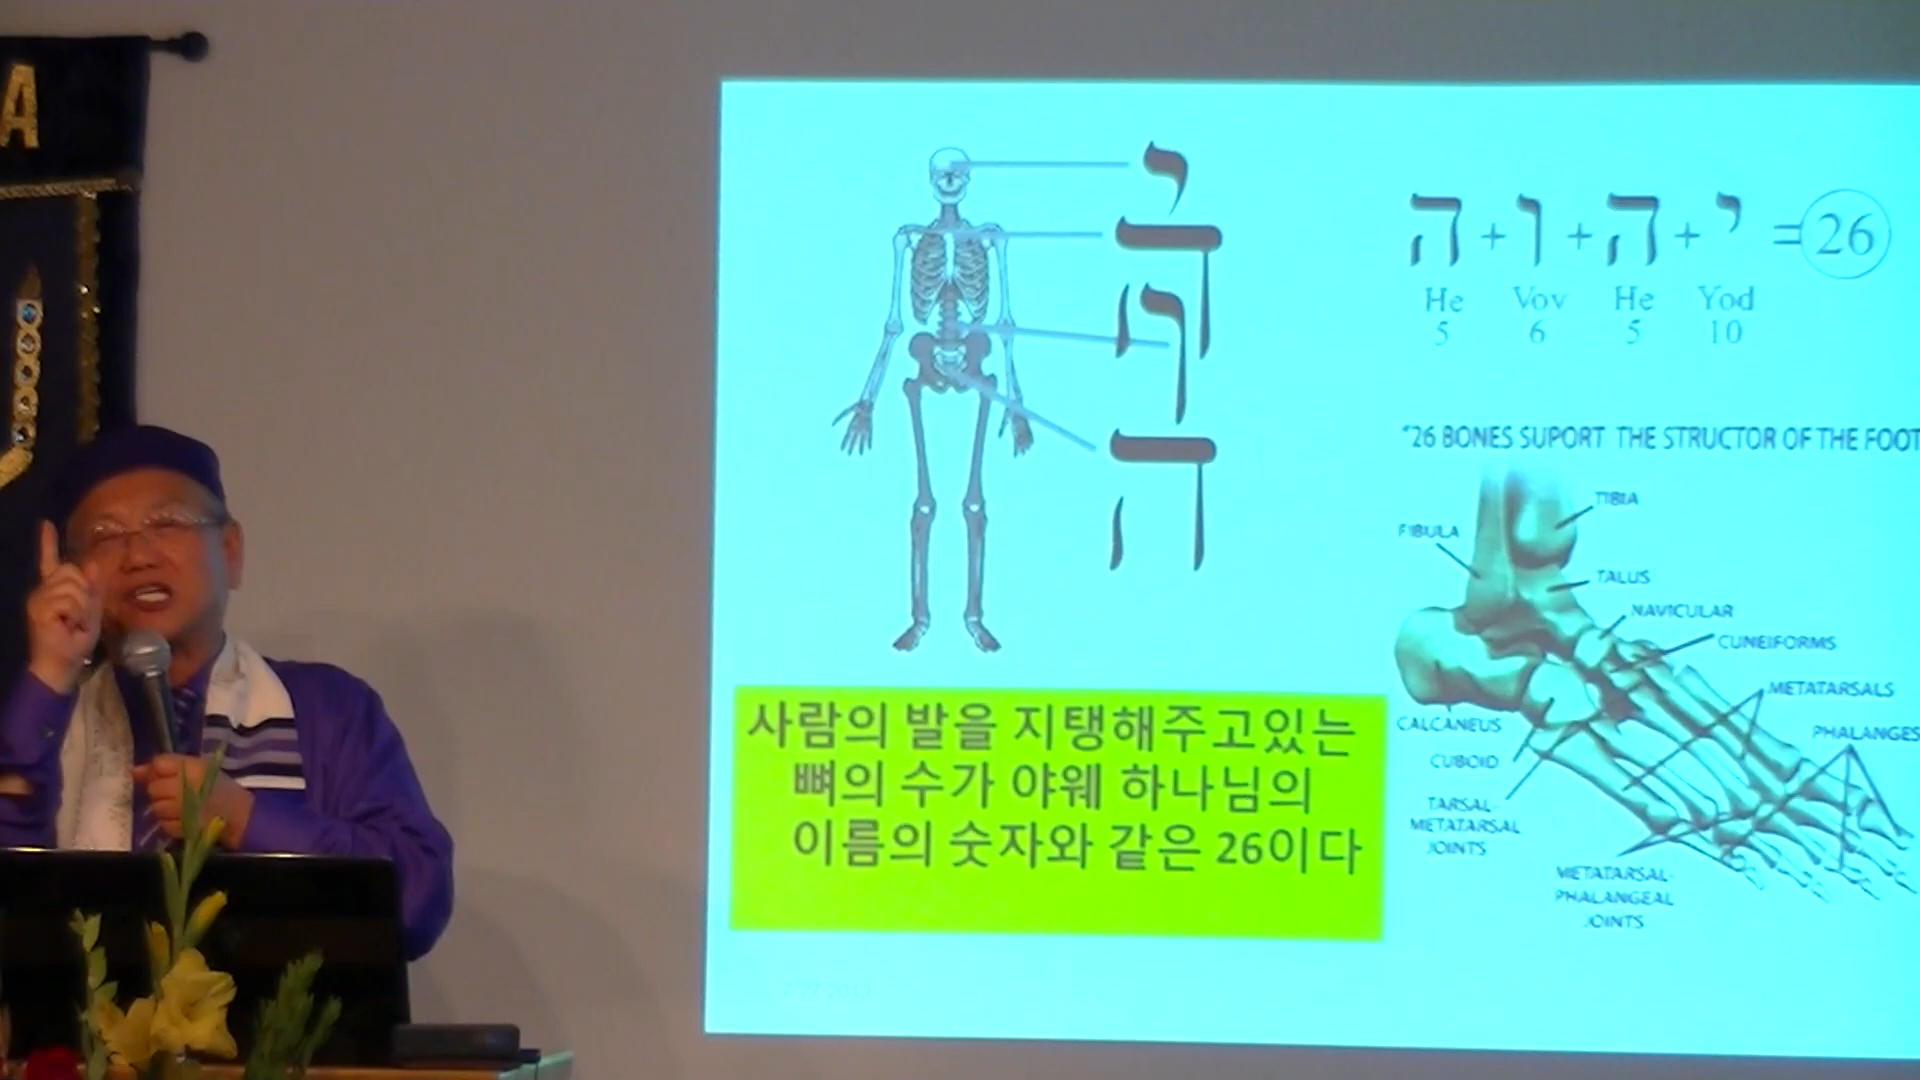 A
י
ה
ו
ה
ה + ו + ה + י = 26
He Vov He Yod
5 6 5 10
"26 BONES SUPORT THE STRUCTOR OF THE FOOT
TIBIA
FIBULA
TALUS
NAVICULAR
CUNEIFORMS
METATARSALS
CALCANEUS
PHALANGES
CUBOID
TARSAL-
METATARSAL
JOINTS
METATARSAL-
PHALANGEAL
JOINTS
사람의 발을 지탱해주고있는
뼈의 수가 야웨 하나님의
이름의 숫자와 같은 26이다